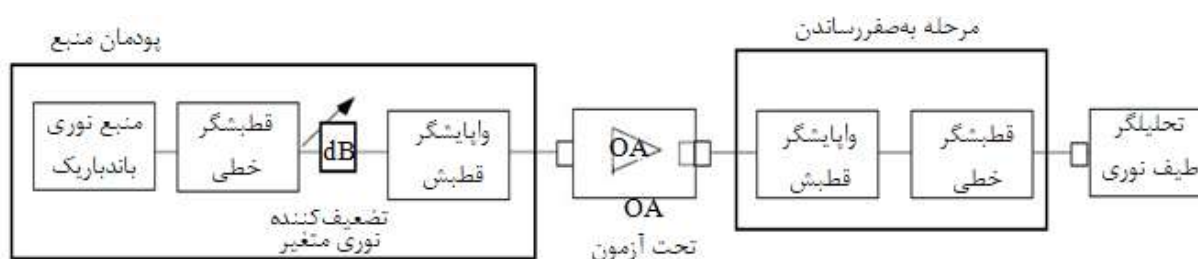 پودمان منبع
مرحله به‌صفررساندن
منبع نوری
باندباریک
قطبشگر
خطی
dB
تضعیف‌کننده
نوری متغیر
واپایشگر
قطبش
OA
OA
تحت آزمون
واپایشگر
قطبش
قطبشگر
خطی
تحلیلگر
طیف نوری